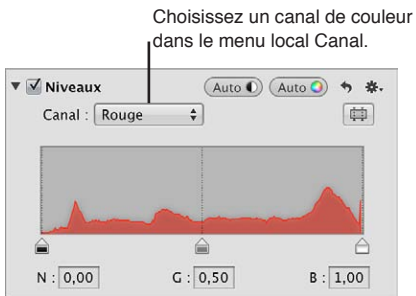 Choisissez un canal de couleur
dans le menu local Canal.
Niveaux
Auto
Auto
Canal : Rouge
N : 0,00
G : 0,50
B : 1,00